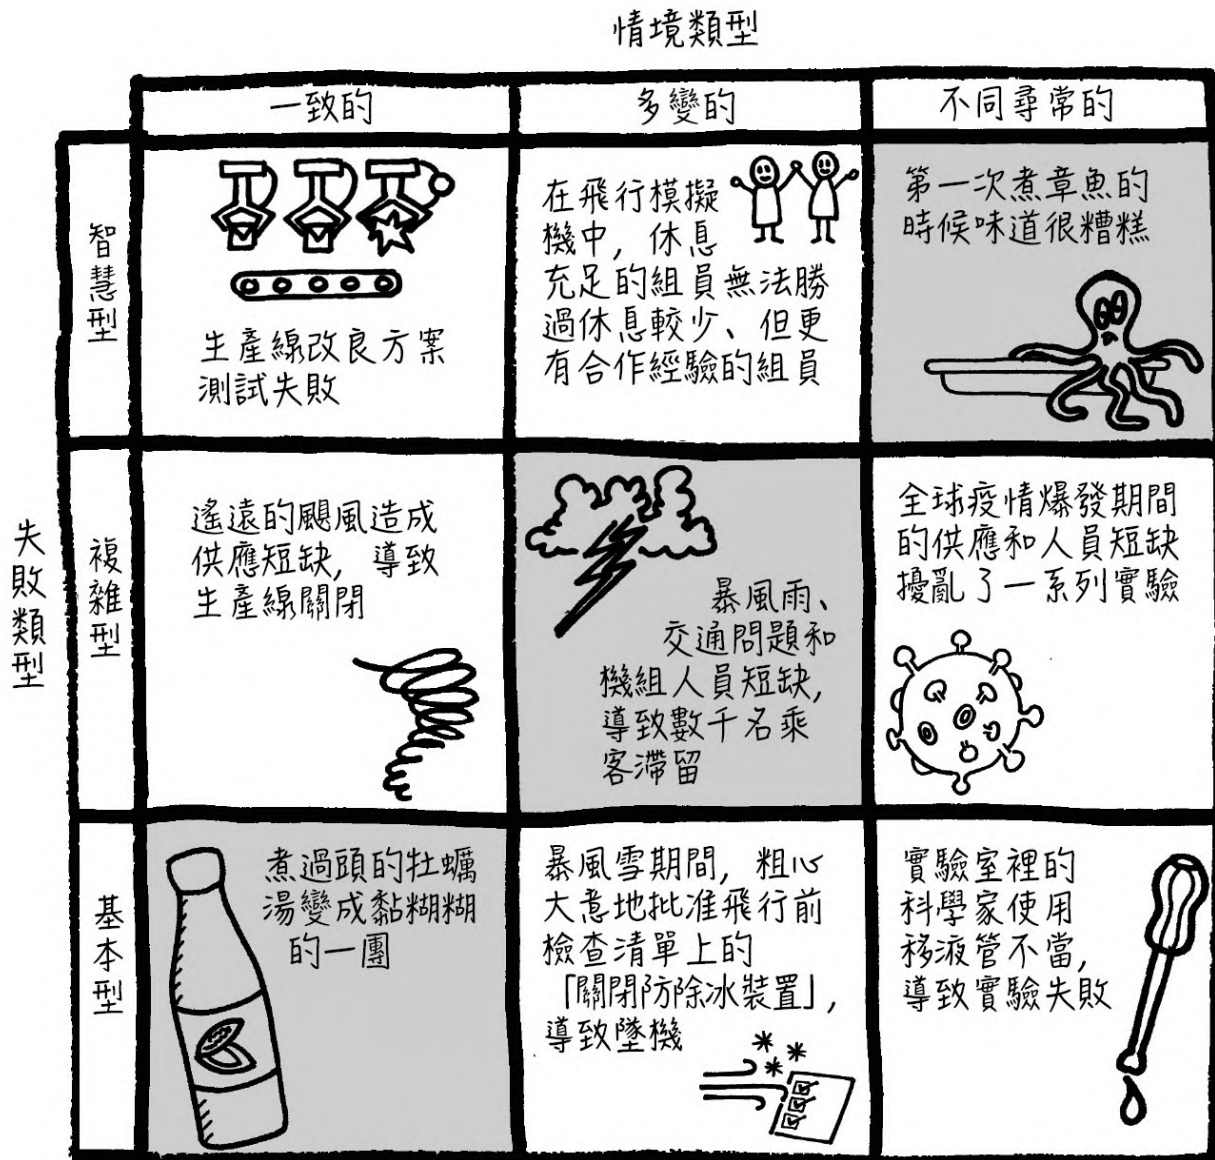 情境類型
一致的
多變的
不同尋常的
失敗類型
智慧型
生產線改良方案
測試失敗
在飛行模擬
機中，休息
充足的組員無法勝
過休息較少、但更
有合作經驗的組員
第一次煮章魚的
時候味道很糟糕
複雜型
遙遠的颶風造成
供應短缺，導致
生產線關閉
暴風雨、
交通問題和
機組人員短缺，
導致數千名乘
客滯留
全球疫情爆發期間
的供應和人員短缺
擾亂了一系列實驗
基本型
煮過頭的牡蠣
湯變成黏糊糊
的一團
暴風雪期間，粗心
大意地批准飛行前
檢查清單上的
「關閉防除冰裝置」，
導致墜機
實驗室裡的
科學家使用
移液管不當，
導致實驗失敗